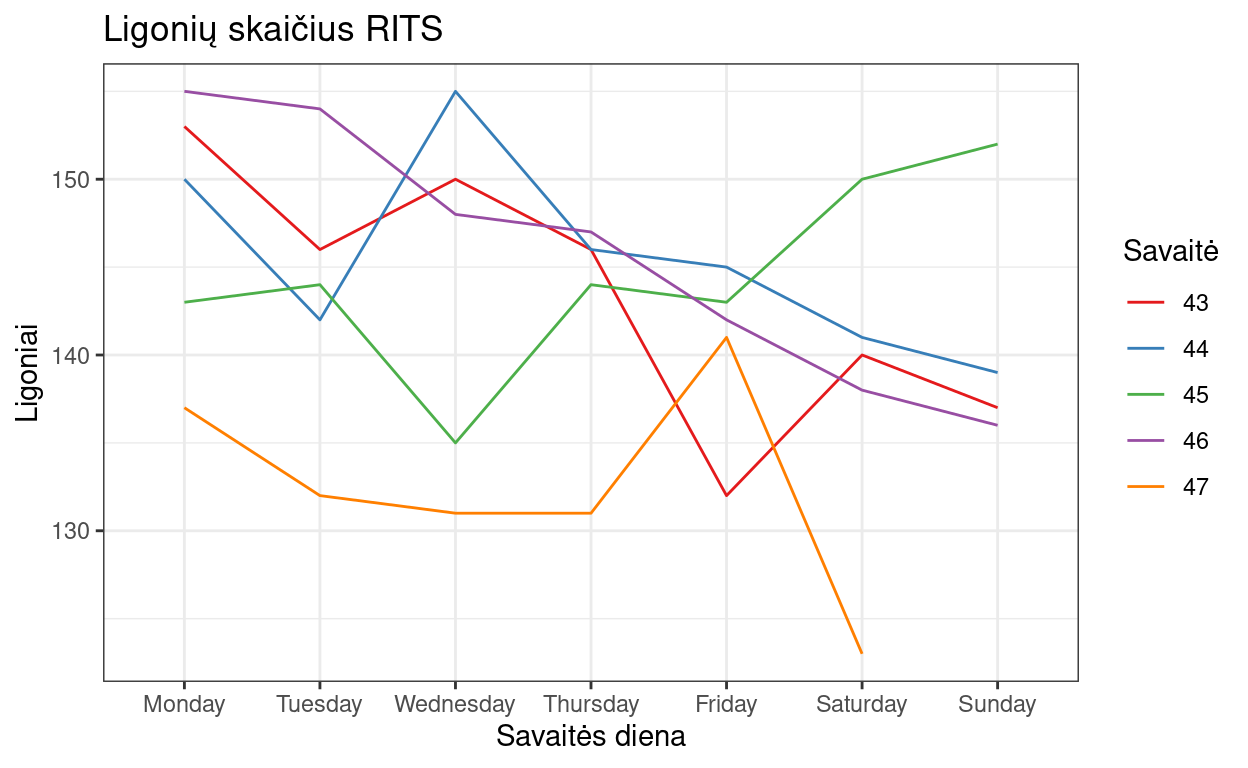 Ligonių skaičius RITS
Ligoniai
150
140
130
Monday Tuesday Wednesday Thursday Friday Saturday Sunday
Savaitės diena
Savaitė
43
44
45
46
47